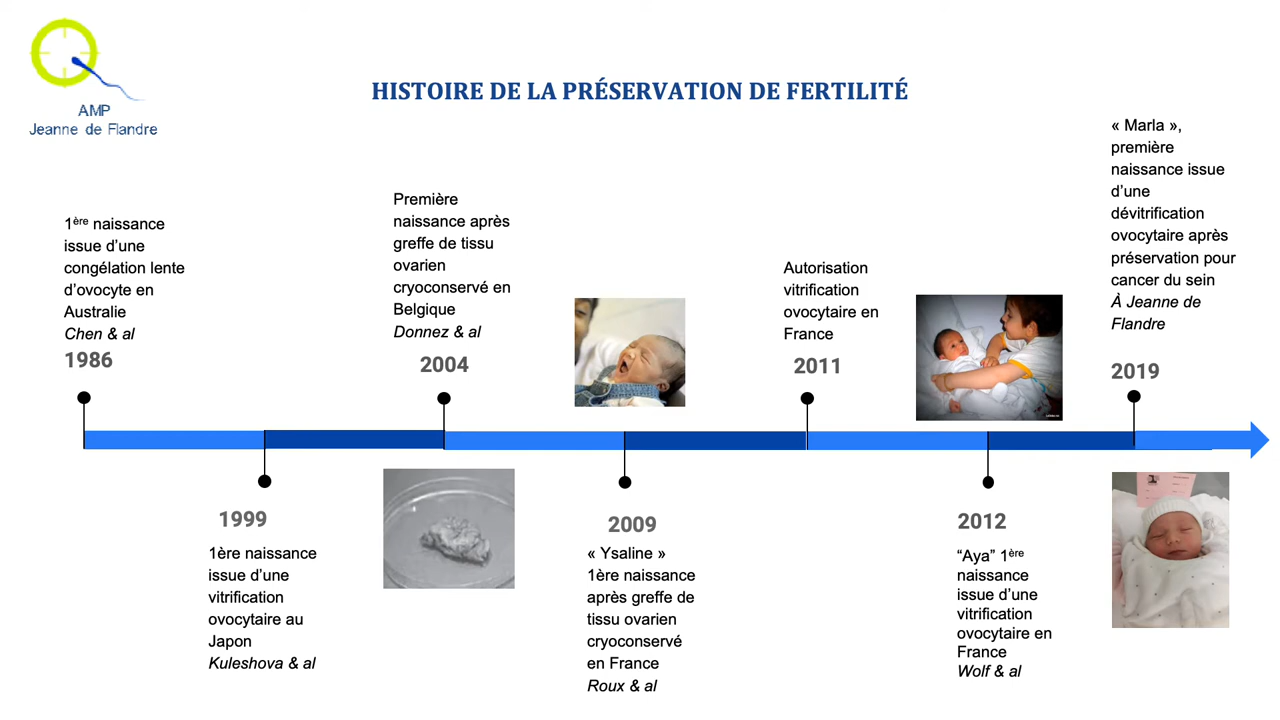 AMP
Jeanne de Flandre
HISTOIRE DE LA PRÉSERVATION DE FERTILITÉ
1ère naissance
issue d’une
congélation lente
d’ovocyte en
Australie
Chen & al
1986
1999
1ère naissance
issue d’une
vitrification
ovocytaire au
Japon
Kuleshova & al
Première
naissance après
greffe de tissu
ovarien
cryoconservé en
Belgique
Donnez & al
2004
2009
« Ysaline »
1ère naissance
après greffe de
tissu ovarien
cryoconservé
en France
Roux & al
Autorisation
vitrification
ovocytaire en
France
2011
2012
“Aya” 1ère
naissance
issue d’une
vitrification
ovocytaire en
France
Wolf & al
« Marla »,
première
naissance issue
d’une
dévitrification
ovocytaire après
préservation pour
cancer du sein
À Jeanne de
Flandre
2019